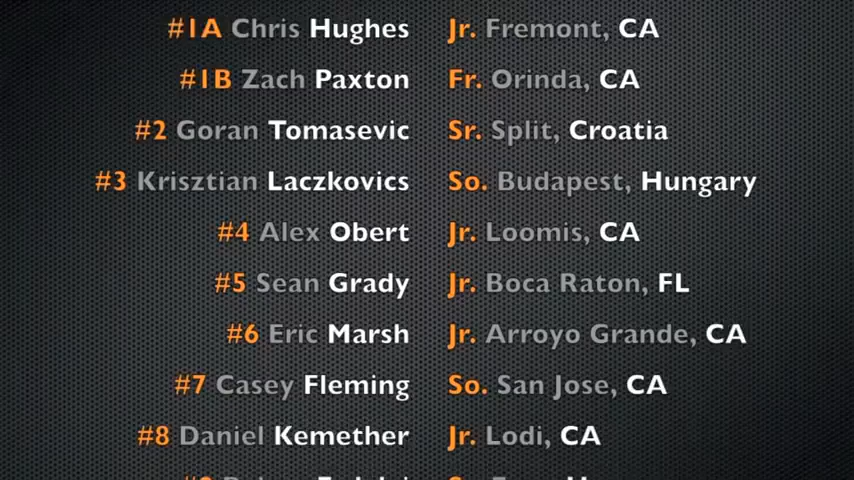 #1A Chris Hughes Jr. Fremont, CA
#1B Zach Paxton Fr. Orinda, CA
#2 Goran Tomasevic Sr. Split, Croatia
#3 Krisztian Laczkovics So. Budapest, Hungary
#4 Alex Obert Jr. Loomis, CA
#5 Sean Grady Jr. Boca Raton, FL
#6 Eric Marsh Jr. Arroyo Grande, CA
#7 Casey Fleming So. San Jose, CA
#8 Daniel Kemether Jr. Lodi, CA